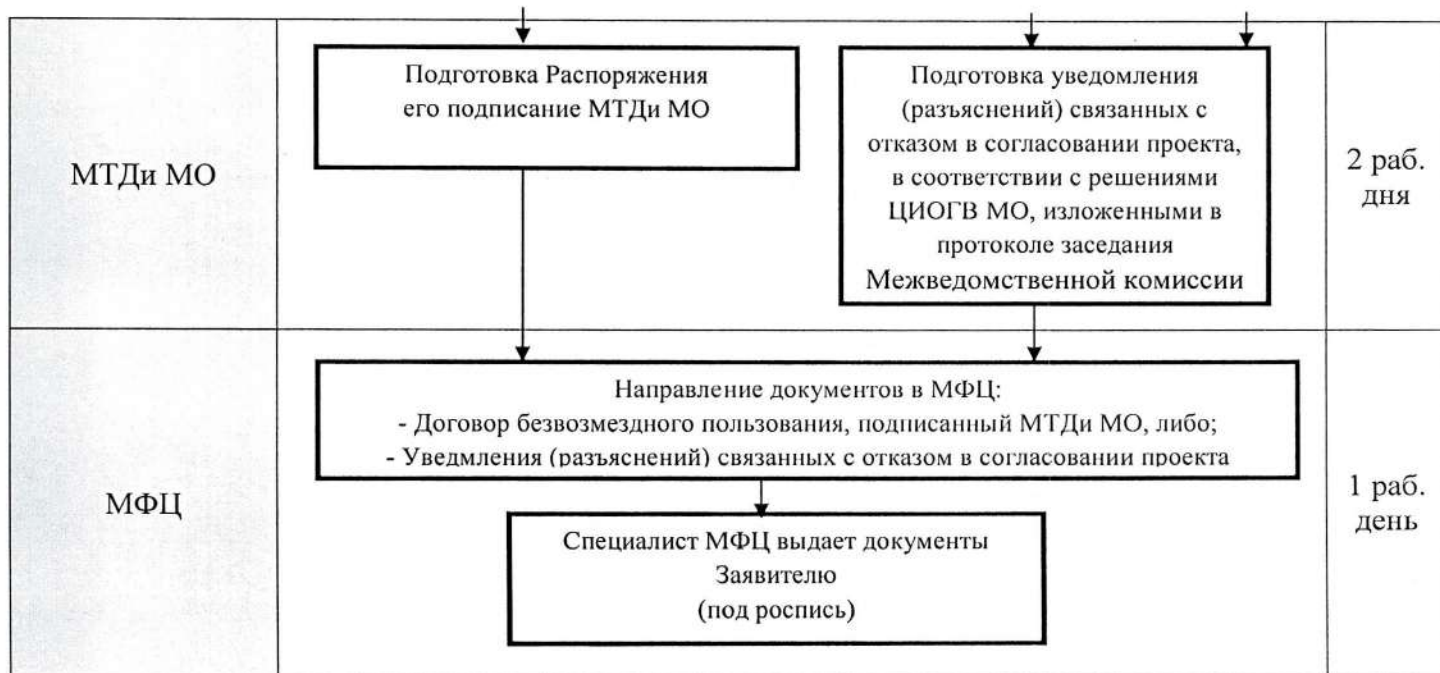 МТДи МО
Подготовка Распоряжения
его подписание МТДи МО
Подготовка уведомления
(разъяснений) связанных с
отказом в согласовании проекта,
в соответствии с решениями
ЦИОГВ МО, изложенными в
протоколе заседания
Межведомственной комиссии
2 раб.
дня
МФЦ
Направление документов в МФЦ:
- Договор безвозмездного пользования, подписанный МТДи МО, либо;
- Уведмления (разъяснений) связанных с отказом в согласовании проекта
Специалист МФЦ выдает документы
Заявителю
(под роспись)
1 раб.
день